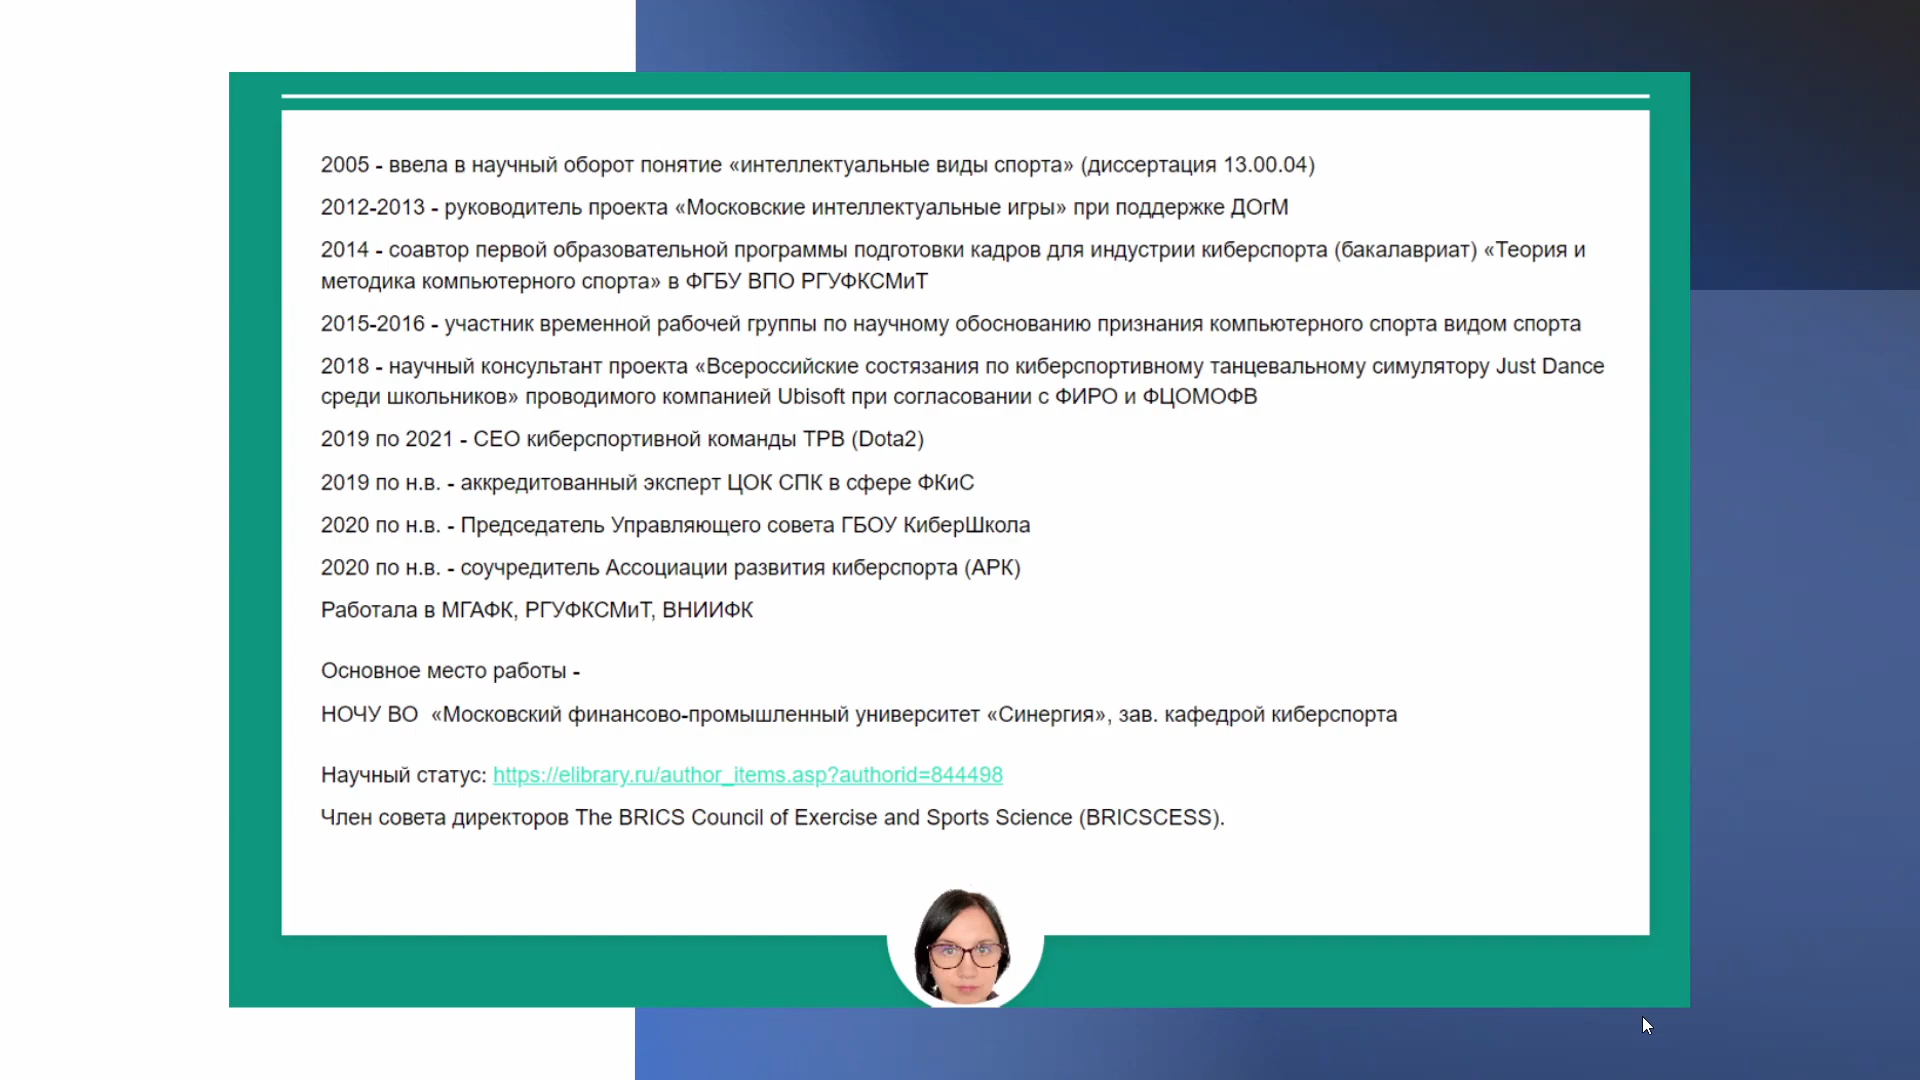 2005 - ввела в научный оборот понятие «интеллектуальные виды спорта» (диссертация 13.00.04)
2012-2013 - руководитель проекта «Московские интеллектуальные игры» при поддержке ДОгМ
2014 - соавтор первой образовательной программы подготовки кадров для индустрии киберспорта (бакалавриат) «Теория и
методика компьютерного спорта» в ФГБУ ВПО РГУФКСМиТ
2015-2016 - участник временной рабочей группы по научному обоснованию признания компьютерного спорта видом спорта
2018 - научный консультант проекта «Всероссийские состязания по киберспортивному танцевальному симулятору Just Dance
среди школьников» проводимого компанией Ubisoft при согласовании с ФИРО и ФЦОМОФВ
2019 по 2021 - CEO киберспортивной команды ТРВ (Dota2)
2019 по н.в. - аккредитованный эксперт ЦОК СПК в сфере ФКиС
2020 по н.в. - Председатель Управляющего совета ГБОУ КиберШкола
2020 по н.в. - соучредитель Ассоциации развития киберспорта (АРК)
Работала в МГАФК, РГУФКСМиТ, ВНИИФК
Основное место работы -
НОЧУ ВО «Московский финансово-промышленный университет «Синергия», зав. кафедрой киберспорта
Научный статус: https://elibrary.ru/author_items.asp?authorid=844498
Член совета директоров The BRICS Council of Exercise and Sports Science (BRICSCESS).